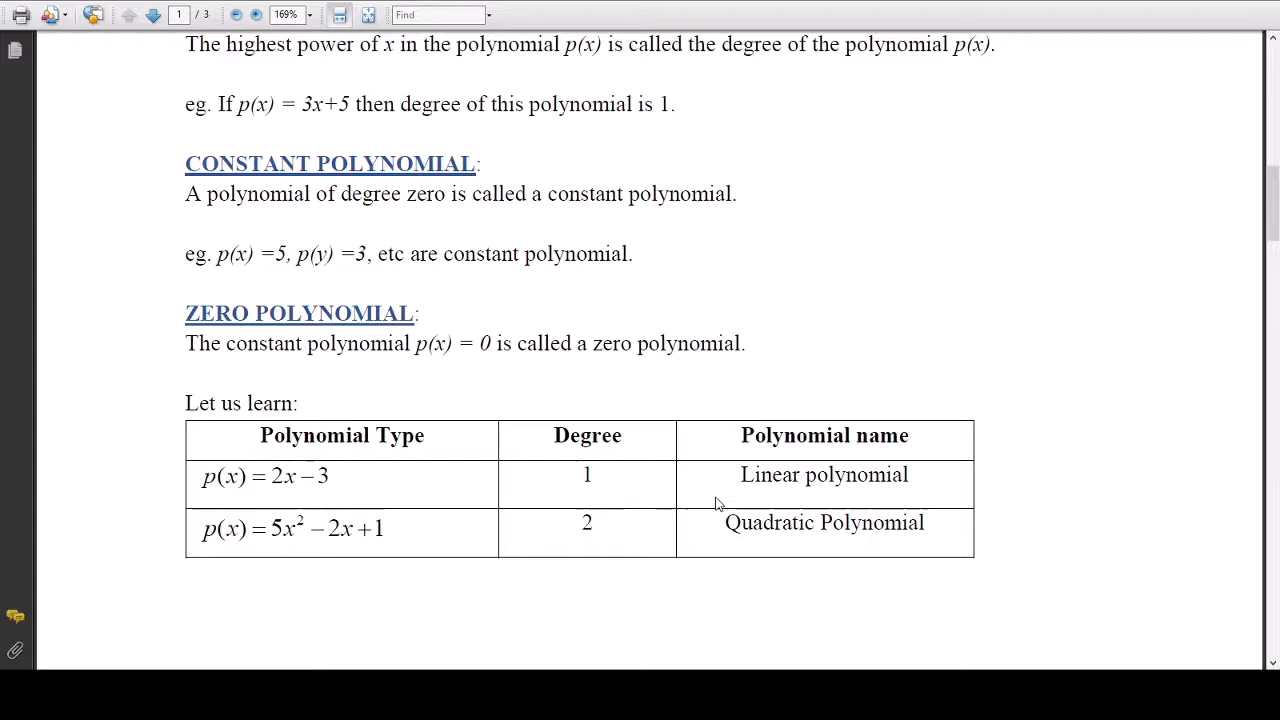 1 / 3 169% Find
The highest power of x in the polynomial p(x) is called the degree of the polynomial p(x).
eg. If p(x) = 3x+5 then degree of this polynomial is 1.
CONSTANT POLYNOMIAL:
A polynomial of degree zero is called a constant polynomial.
eg. p(x) =5, p(y) =3, etc are constant polynomial.
ZERO POLYNOMIAL:
The constant polynomial p(x) = 0 is called a zero polynomial.
Let us learn:
Polynomial Type Degree Polynomial name
p(x) = 2x − 3 1 Linear polynomial
p(x) = 5x² − 2x + 1 2 Quadratic Polynomial